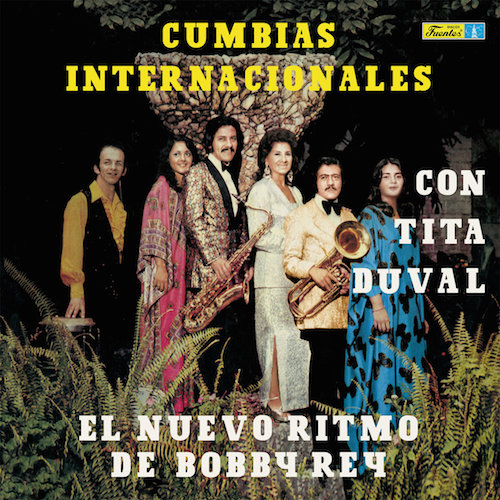 CUMBIAS
INTERNACIONALES
Fuentes
CON
TITA
DUVAL
EL NUEVO RITMO
DE BOBBY REY